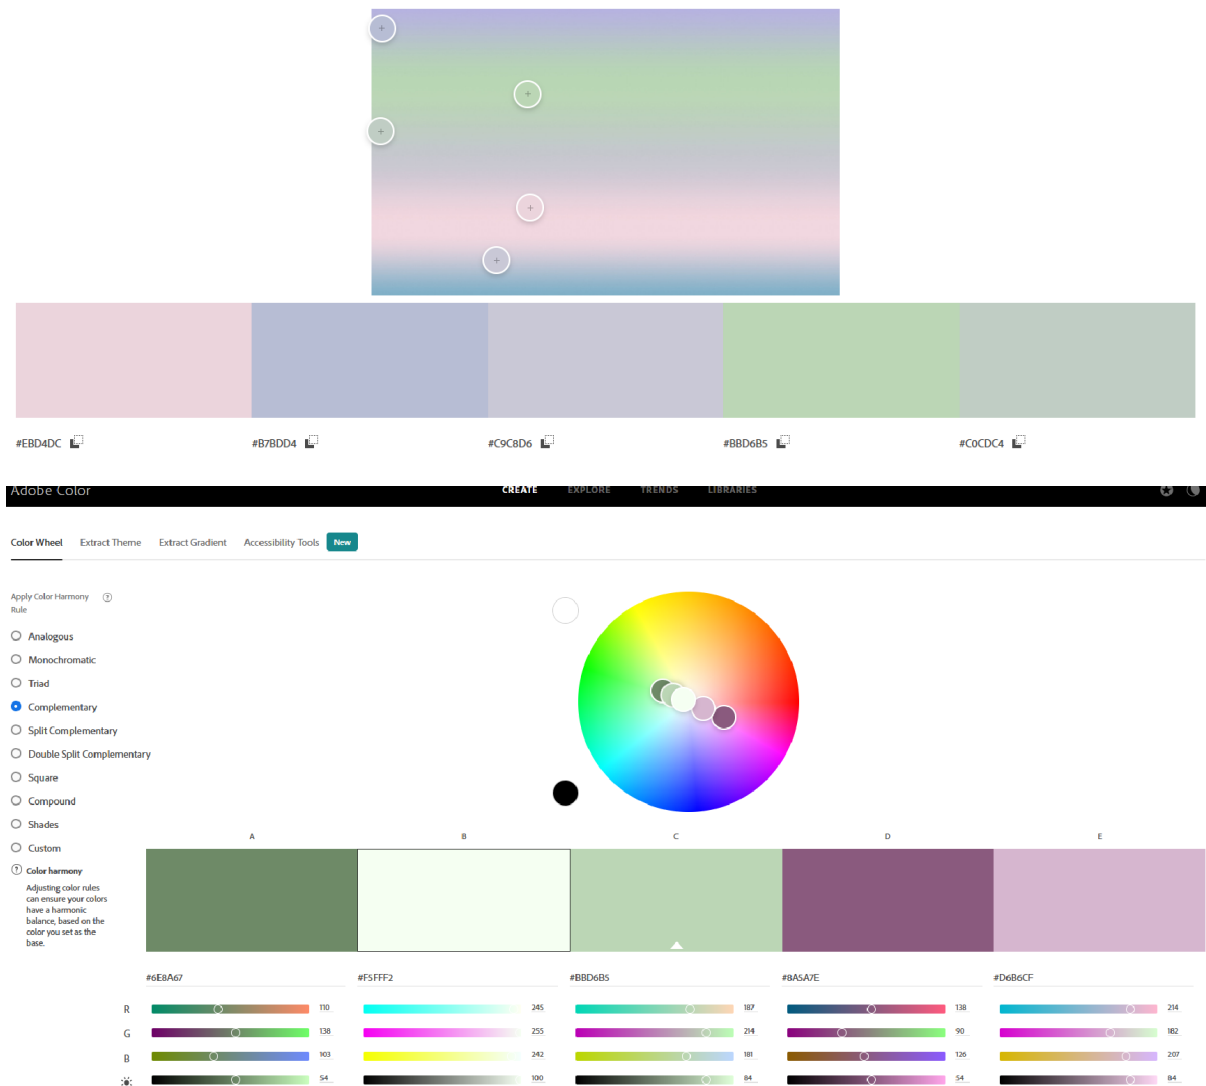 #EBD4DC #B7BDD4 #C9C8D6 #BBD6B5 #C0CDC4
Adobe Color CREATE EXPLORE TRENDS LIBRARIES
Color Wheel Extract Theme Extract Gradient Accessibility Tools New
Apply Color Harmony ?
Rule
Analogous
Monochromatic
Triad
Complementary
Split Complementary
Double Split Complementary
Square
Compound
Shades
Custom
? Color harmony
Adjusting color rules
can ensure your colors
have a harmonic
balance, based on the
color you set as the
base.
A B C D E
#6E8A67 #F5FFF2 #BBD6B5 #8A5A7E #D6B6CF
R 110 245 187 138 214
G 138 255 214 90 182
B 103 242 181 126 207
54 100 84 54 84